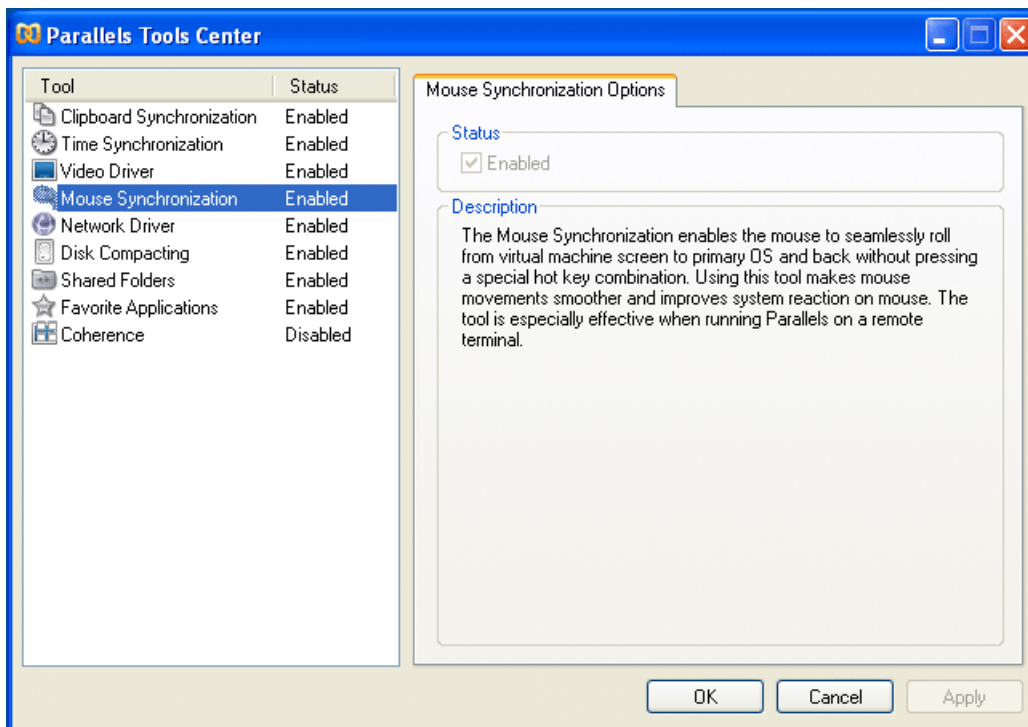 Parallels Tools Center
Tool Status
Clipboard Synchronization Enabled
Time Synchronization Enabled
Video Driver Enabled
Mouse Synchronization Enabled
Network Driver Enabled
Disk Compacting Enabled
Shared Folders Enabled
Favorite Applications Enabled
Coherence Disabled
Mouse Synchronization Options
Status
Enabled
Description
The Mouse Synchronization enables the mouse to seamlessly roll
from virtual machine screen to primary OS and back without pressing
a special hot key combination. Using this tool makes mouse
movements smoother and improves system reaction on mouse. The
tool is especially effective when running Parallels on a remote
terminal.
OK Cancel Apply